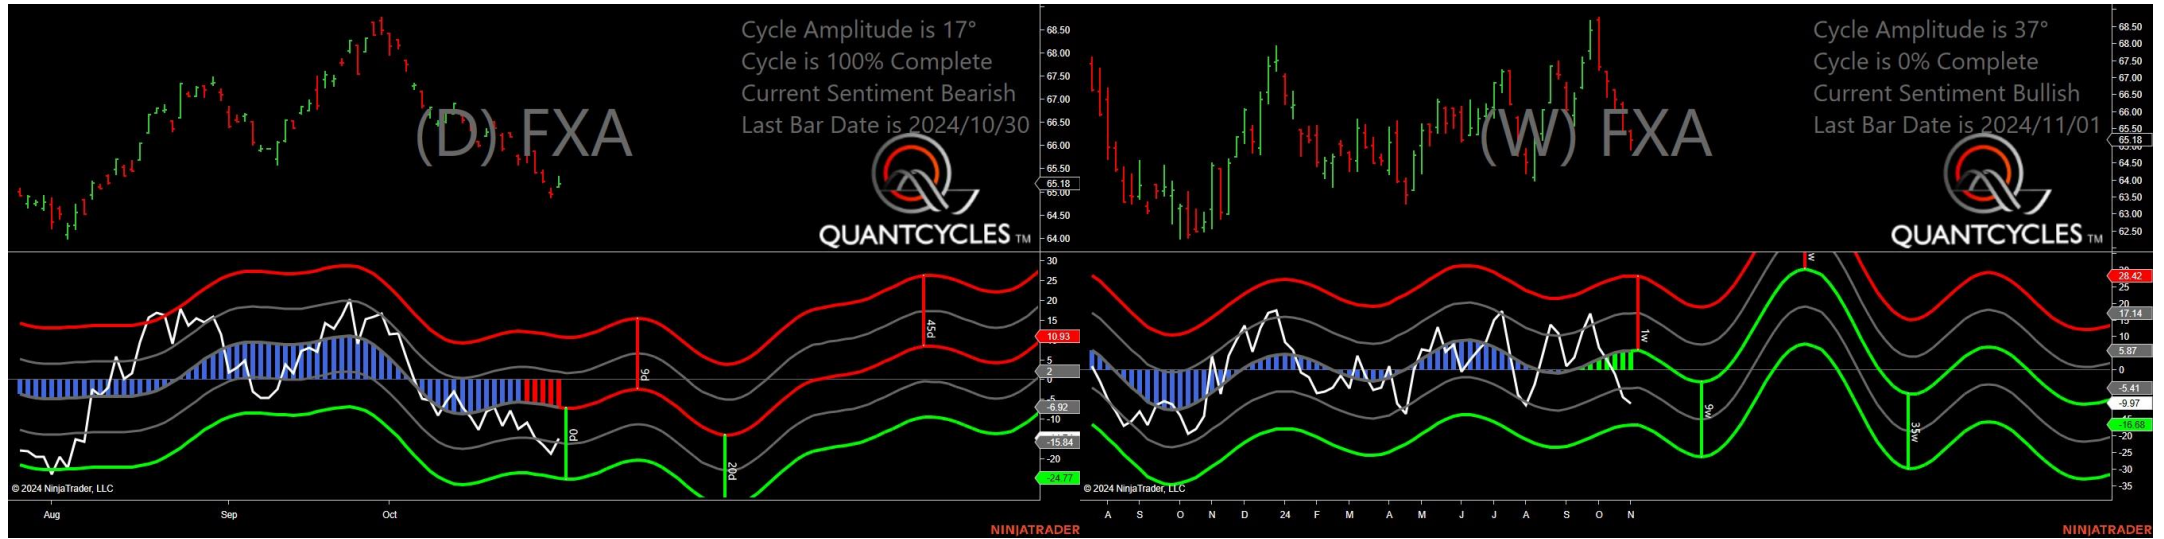 Cycle Amplitude is 17°
Cycle is 100% Complete
Current Sentiment Bearish
Last Bar Date is 2024/10/30
(D) FXA
QUANTCYCLES TM
68.50
68.00
67.50
67.00
66.50
66.00
65.50
65.18
65.00
64.50
64.00
30
25
20
15
10.93
5
2
0
-5
-6.92
-10
-15.84
-20
-24.77
0d
9d
20d
45d
© 2024 NinjaTrader, LLC
Aug
Sep
Oct
NINJATRADER
Cycle Amplitude is 37°
Cycle is 0% Complete
Current Sentiment Bullish
Last Bar Date is 2024/11/01
(W) FXA
QUANTCYCLES TM
68.50
68.00
67.50
67.00
66.50
66.00
65.50
65.18
64.50
64.00
63.50
63.00
62.50
28.42
25
20
17.14
15
10
5.87
0
-5.41
-9.97
-16.68
-20
-25
-30
-35
1w
9w
35w
w
© 2024 NinjaTrader, LLC
A S O N D 24 F M A M J J A S O N
NINJATRADER